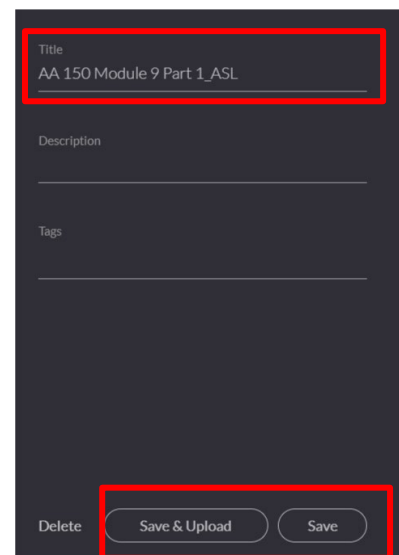 Title
AA 150 Module 9 Part 1_ASL
Description
Tags
Delete Save & Upload Save